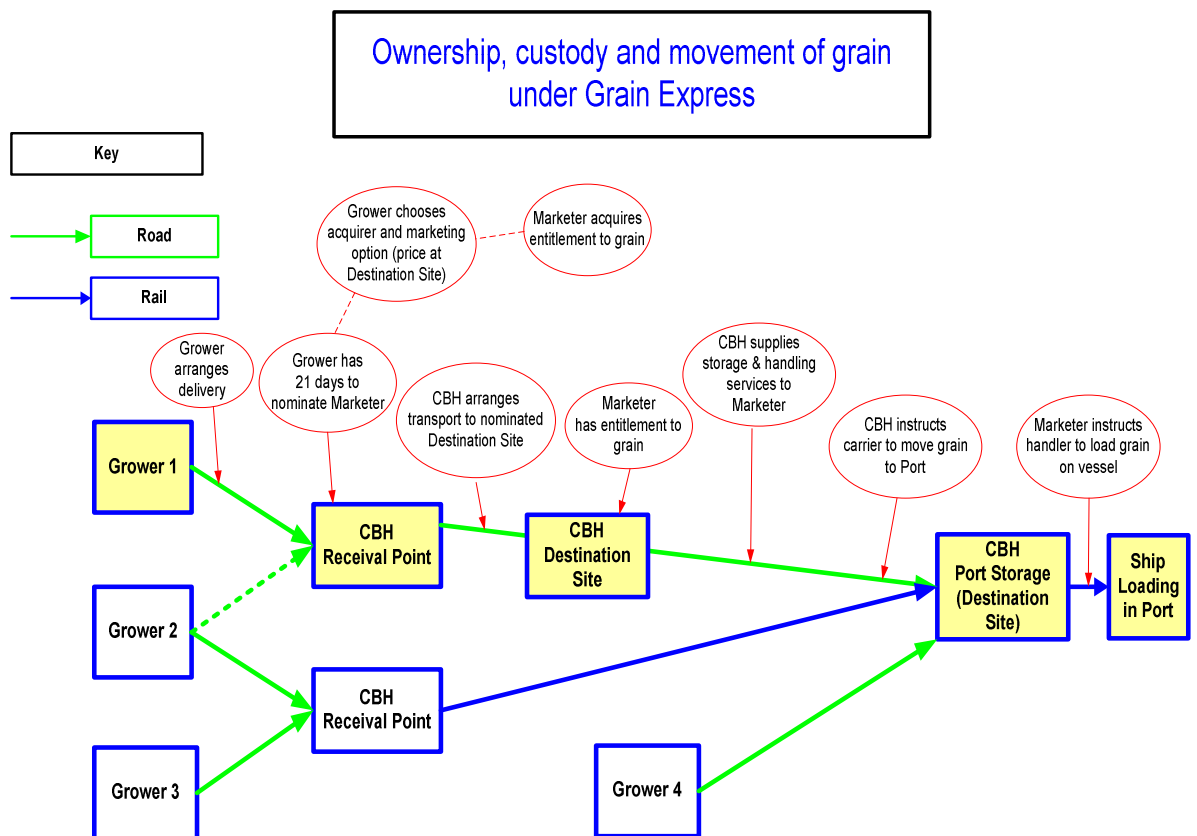 Ownership, custody and movement of grain
under Grain Express
Key
Road
Rail
Grower chooses
acquirer and marketing
option (price at
Destination Site)
Marketer acquires
entitlement to grain
Grower
arranges
delivery
Grower has
21 days to
nominate Marketer
CBH arranges
transport to nominated
Destination Site
Marketer
has entitlement to
grain
CBH supplies
storage & handling
services to
Marketer
CBH instructs
carrier to move grain
to Port
Marketer instructs
handler to load grain
on vessel
Grower 1
CBH
Receival Point
CBH
Destination
Site
CBH
Port Storage
(Destination
Site)
Ship
Loading
in Port
Grower 2
CBH
Receival Point
Grower 3
Grower 4